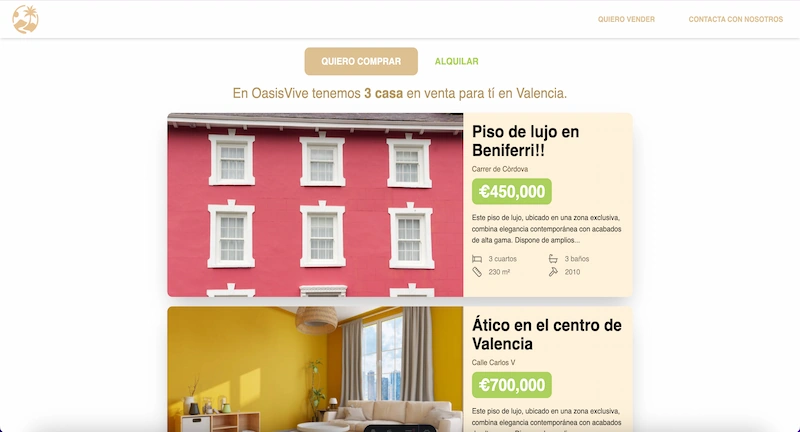 QUIERO VENDER CONTACTA CON NOSOTROS
QUIERO COMPRAR ALQUILAR
En OasisVive tenemos 3 casa en venta para tí en Valencia.
Piso de lujo en
Beniferri!!
Carrer de Còrdova
€450,000
Este piso de lujo, ubicado en una zona exclusiva,
combina elegancia contemporánea con acabados
de alta gama. Dispone de amplios...
3 cuartos 3 baños
230 m² 2010
Ático en el centro de
Valencia
Calle Carlos V
€700,000
Este piso de lujo, ubicado en una zona exclusiva,
combina elegancia contemporánea con acabados